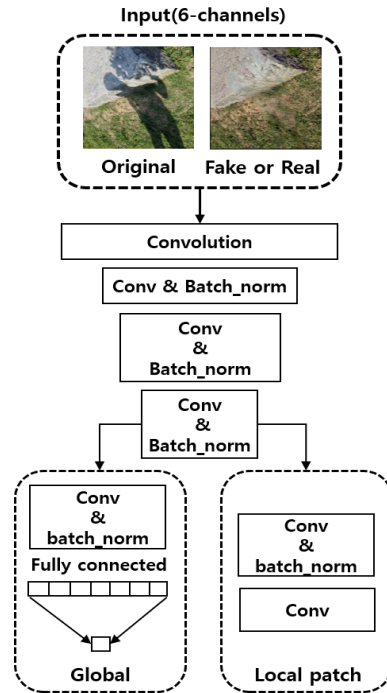 Input(6-channels)
Original
Fake or Real
Convolution
Conv & Batch_norm
Conv
&
Batch_norm
Conv
&
Batch_norm
Conv
&
batch_norm
Fully connected
Global
Conv
&
batch_norm
Conv
Local patch